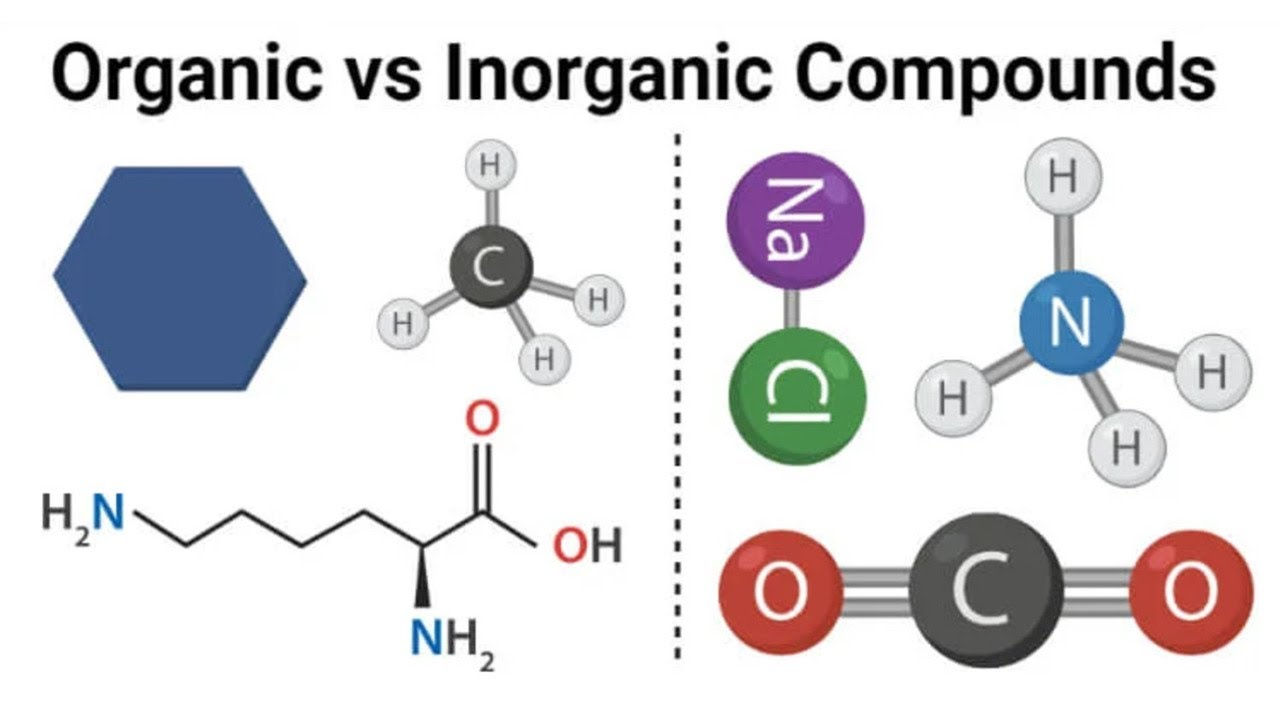 Organic vs Inorganic Compounds
H
C
H
H
H
O
H₂N
OH
NH₂
Na
Cl
H
N
H
H
H
O
C
O